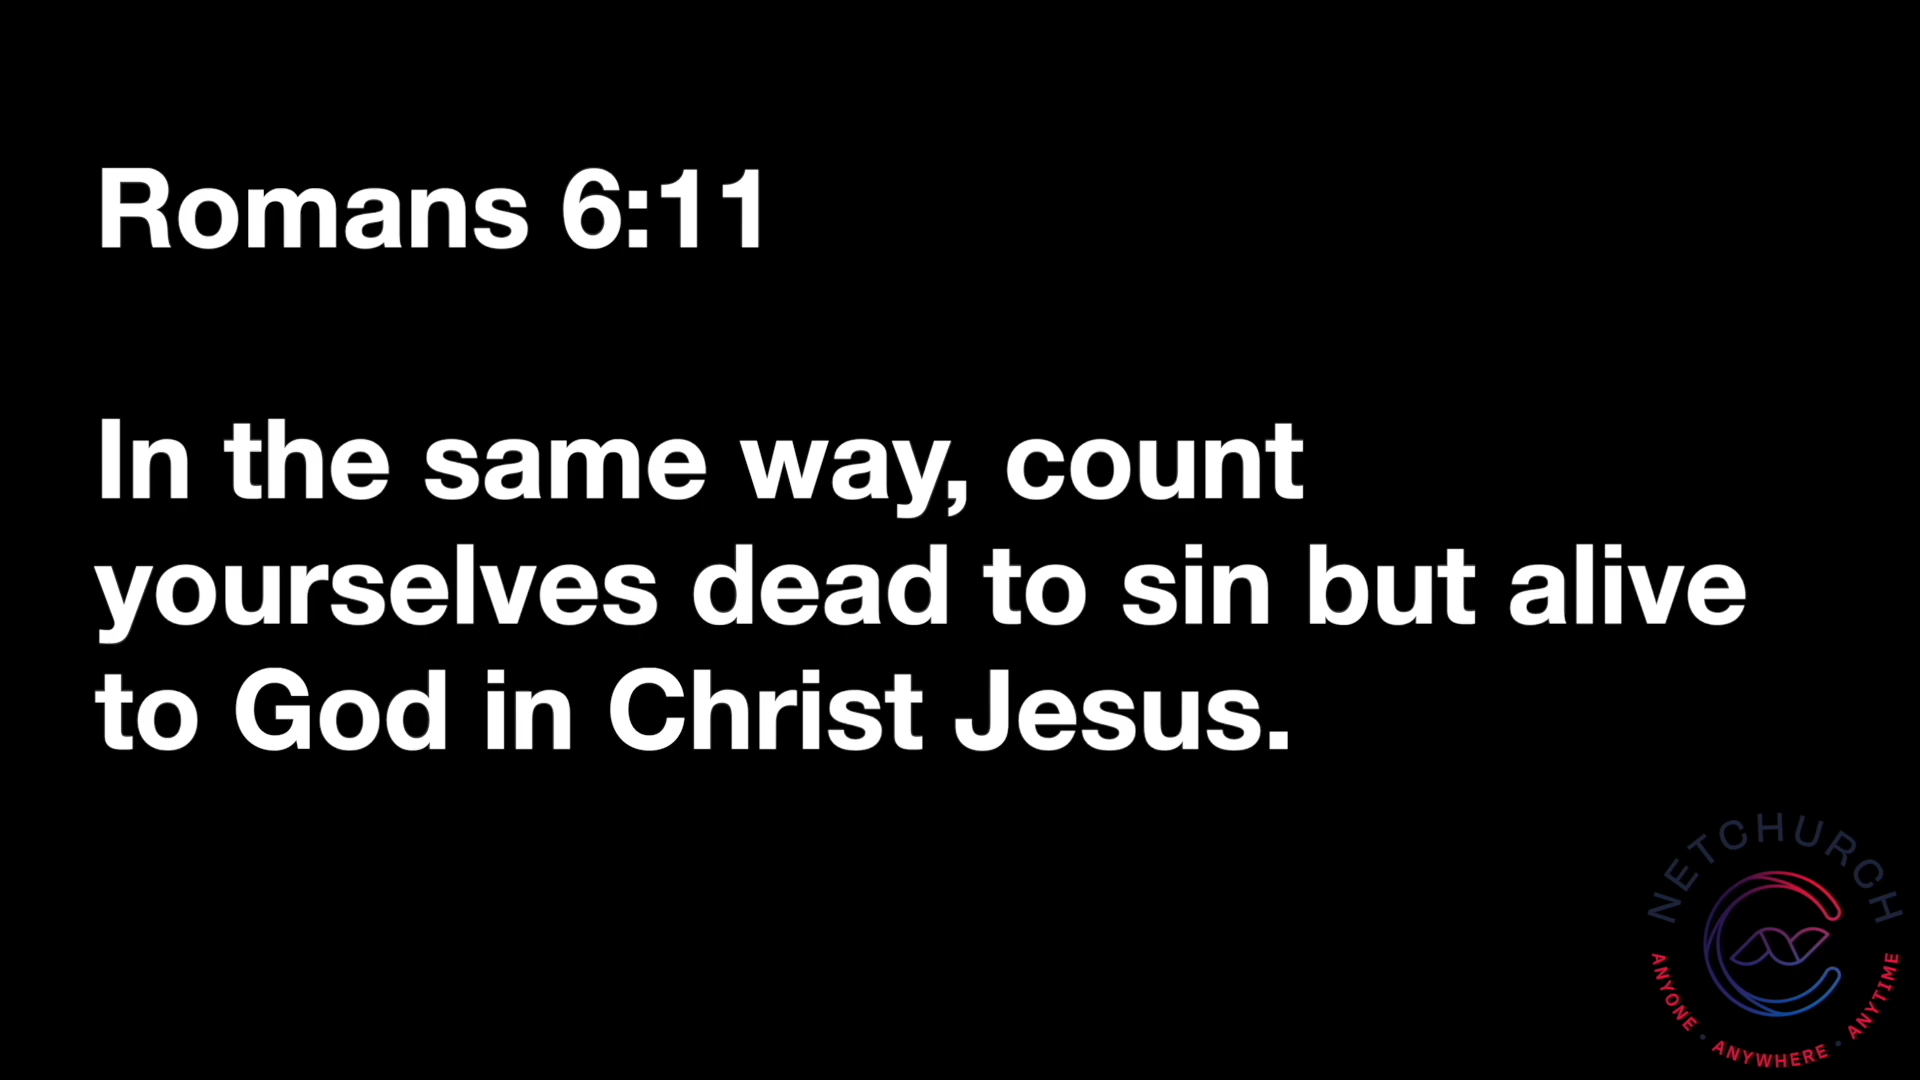 Romans 6:11
In the same way, count
yourselves dead to sin but alive
to God in Christ Jesus.
NETCHURCH
ANYONE • ANYWHERE • ANYTIME